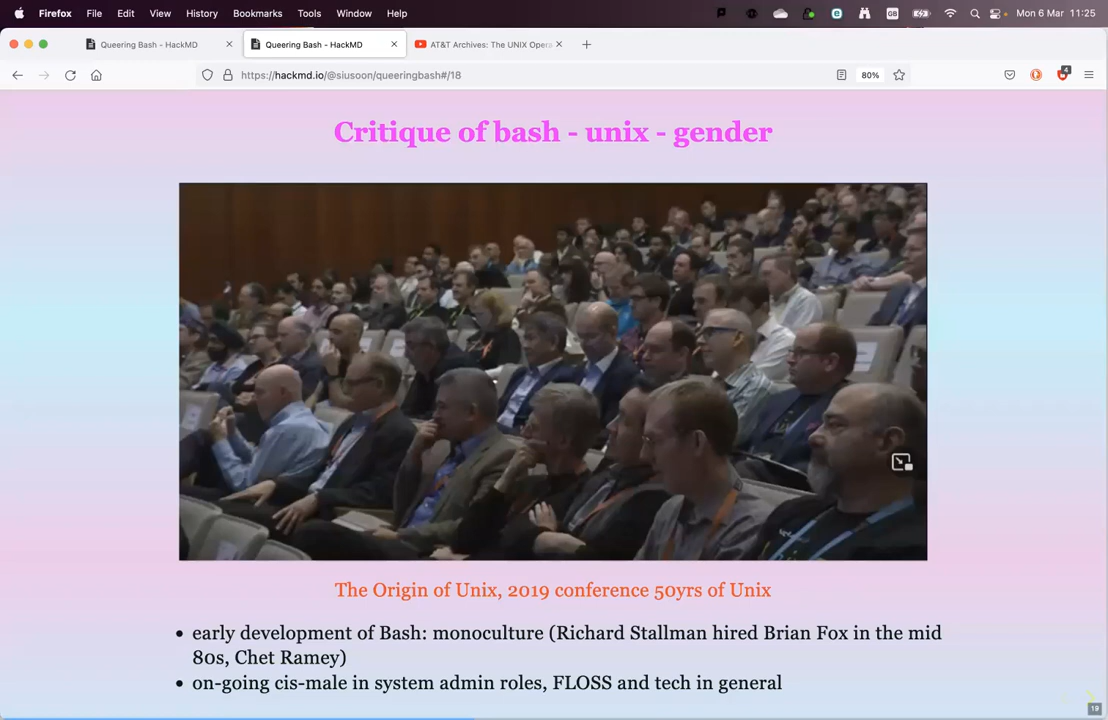 Firefox File Edit View History Bookmarks Tools Window Help GB Mon 6 Mar 11:25
Queering Bash - HackMD Queering Bash - HackMD AT&T Archives: The UNIX Opera
https://hackmd.io/@siusoon/queeringbash#/18 80% 4
Critique of bash - unix - gender
The Origin of Unix, 2019 conference 50yrs of Unix
• early development of Bash: monoculture (Richard Stallman hired Brian Fox in the mid
80s, Chet Ramey)
• on-going cis-male in system admin roles, FLOSS and tech in general
19